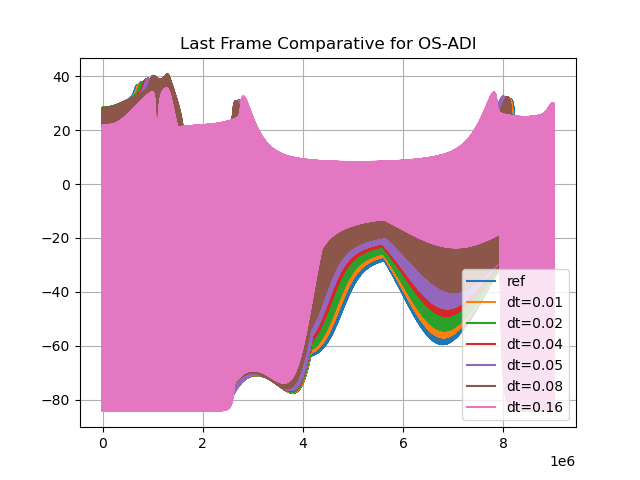 Last Frame Comparative for OS-ADI
40
20
0
−20
−40
−60
−80
ref
dt=0.01
dt=0.02
dt=0.04
dt=0.05
dt=0.08
dt=0.16
0 2 4 6 8
1e6